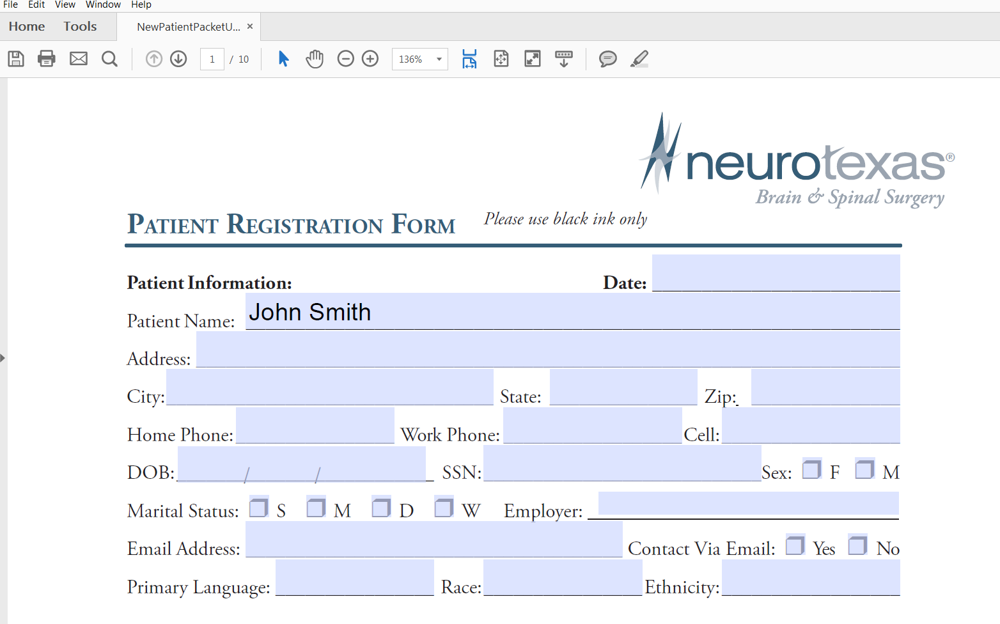 File Edit View Window Help
Home Tools NewPatientPacketU... ×
1 / 10 136%
neurotexas®
Brain & Spinal Surgery
Patient Registration Form Please use black ink only
Patient Information: Date:
Patient Name: John Smith
Address:
City: State: Zip:
Home Phone: Work Phone: Cell:
DOB: / / SSN: Sex: F M
Marital Status: S M D W Employer:
Email Address: Contact Via Email: Yes No
Primary Language: Race: Ethnicity: